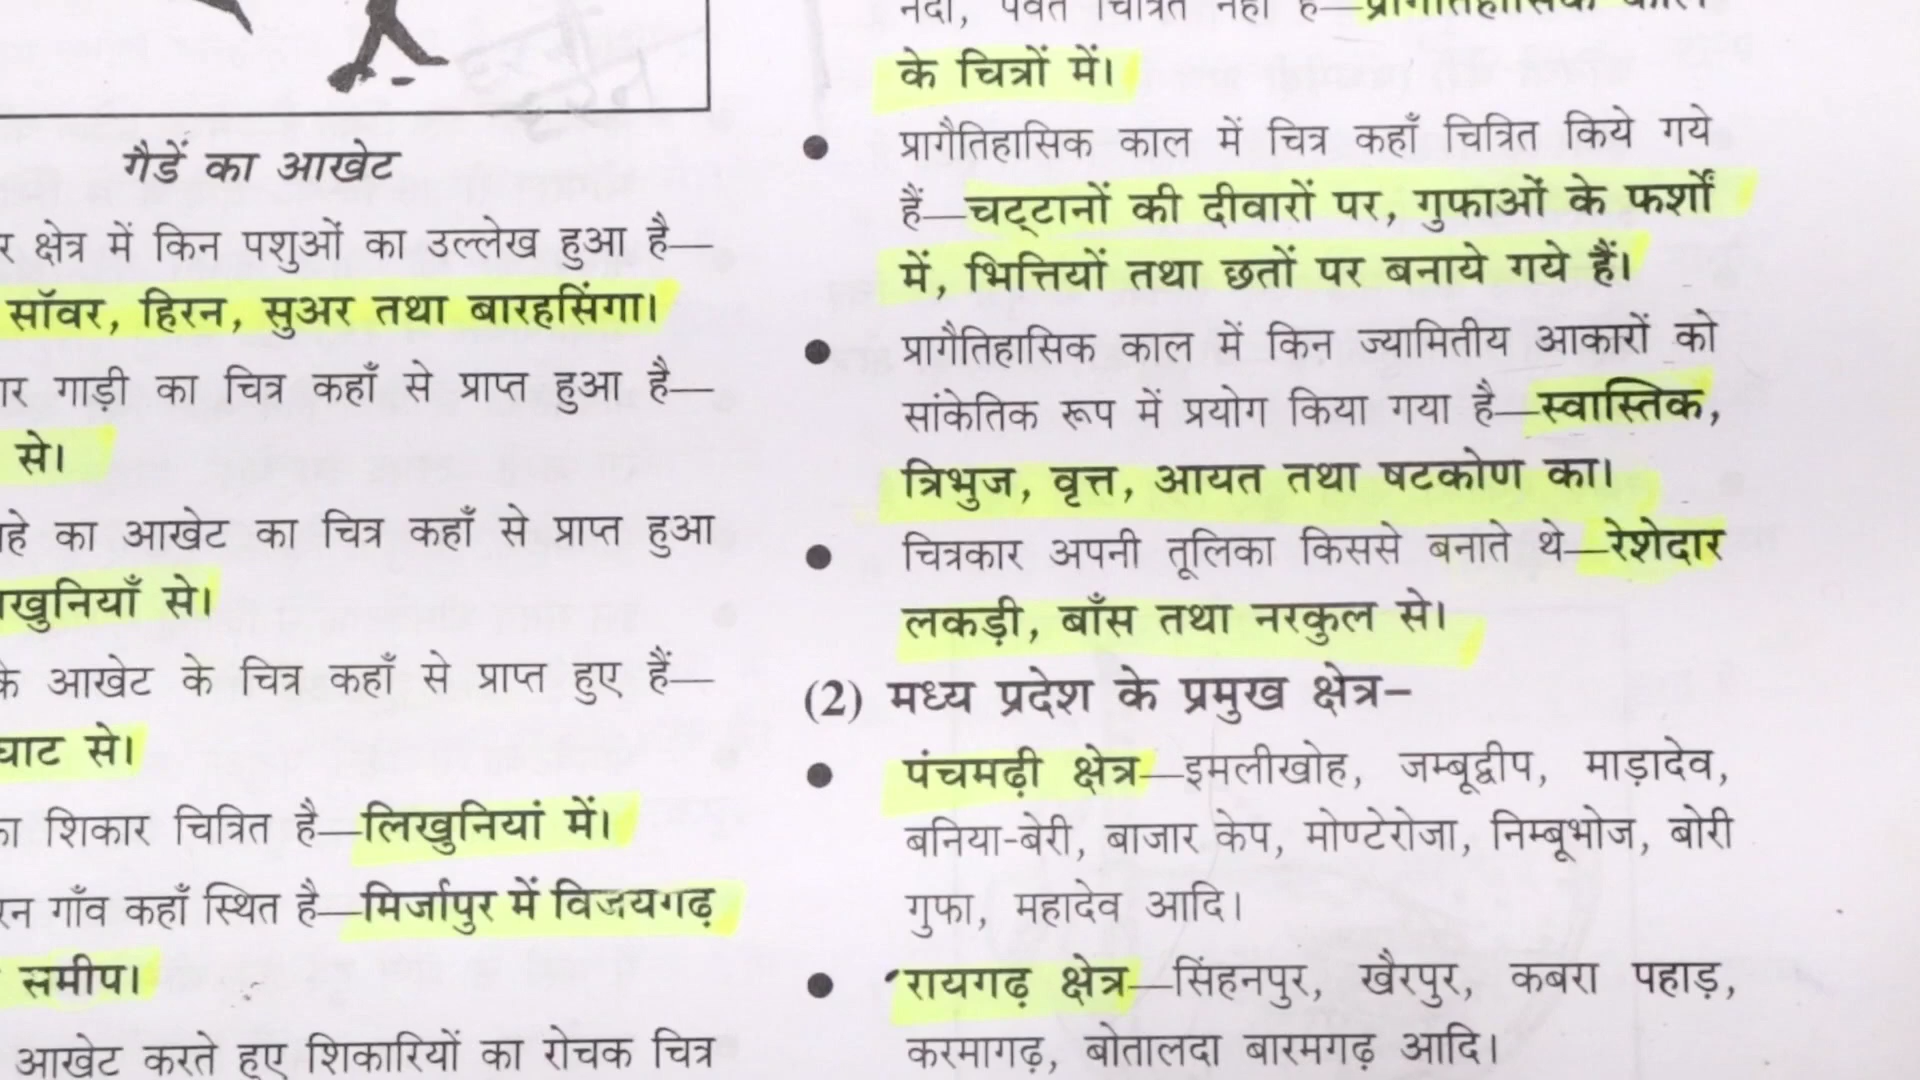 गैडें का आखेट
क्षेत्र में किन पशुओं का उल्लेख हुआ है—
सॉवर, हिरन, सुअर तथा बारहसिंगा।
गाड़ी का चित्र कहाँ से प्राप्त हुआ है—
से।
का आखेट का चित्र कहाँ से प्राप्त हुआ
से।
के आखेट के चित्र कहाँ से प्राप्त हुए हैं—
घाट से।
शिकार चित्रित है—लिखुनियां में।
गाँव कहाँ स्थित है—मिर्जापुर में विजयगढ़
समीप।
आखेट करते हुए शिकारियों का रोचक चित्र
के चित्रों में।
● प्रागैतिहासिक काल में चित्र कहाँ चित्रित किये गये
हैं—चट्टानों की दीवारों पर, गुफाओं के फर्शों
में, भित्तियों तथा छतों पर बनाये गये हैं।
● प्रागैतिहासिक काल में किन ज्यामितीय आकारों को
सांकेतिक रूप में प्रयोग किया गया है—स्वास्तिक,
त्रिभुज, वृत्त, आयत तथा षटकोण का।
● चित्रकार अपनी तूलिका किससे बनाते थे—रेशेदार
लकड़ी, बाँस तथा नरकुल से।
(2) मध्य प्रदेश के प्रमुख क्षेत्र–
● पंचमढ़ी क्षेत्र—इमलीखोह, जम्बूद्वीप, माड़ादेव,
बनिया-बेरी, बाजार केप, मोण्टेरोजा, निम्बूभोज, बोरी
गुफा, महादेव आदि।
● रायगढ़ क्षेत्र—सिंहनपुर, खैरपुर, कबरा पहाड़,
करमागढ़, बोतालदा बारमगढ़ आदि।